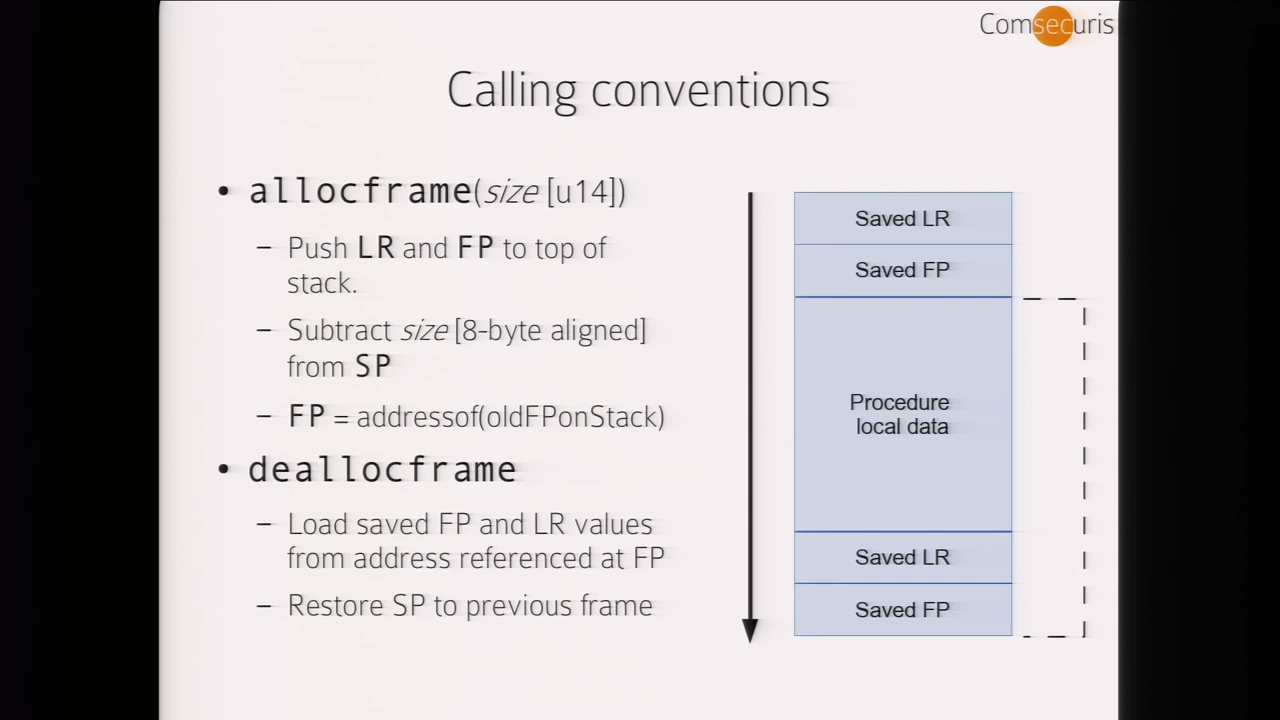 Comsecuris
Calling conventions
• allocframe(size [u14])
– Push LR and FP to top of
stack.
– Subtract size [8-byte aligned]
from SP
– FP = addressof(oldFPonStack)
• deallocframe
– Load saved FP and LR values
from address referenced at FP
– Restore SP to previous frame
Saved LR
Saved FP
Procedure
local data
Saved LR
Saved FP